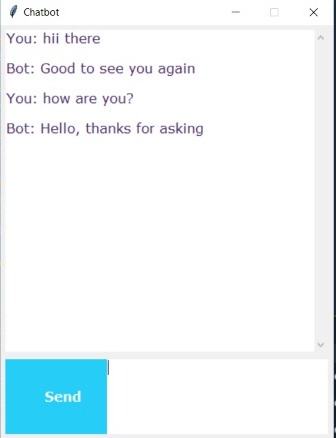 Chatbot
You: hii there
Bot: Good to see you again
You: how are you?
Bot: Hello, thanks for asking
Send